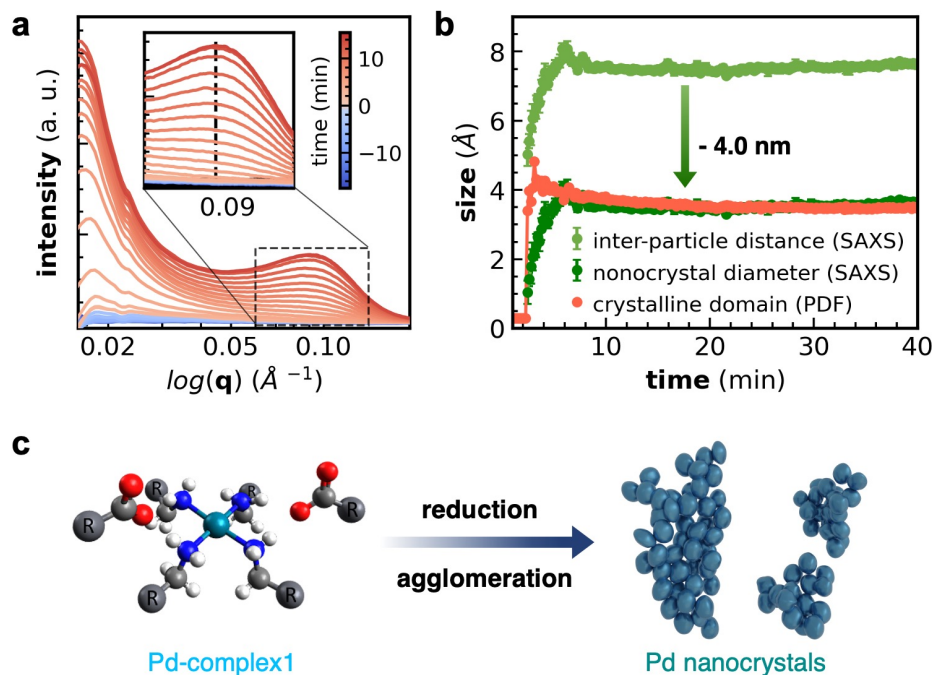 a
intensity (a. u.)
0.09
time (min)
10
0
−10
0.02
0.05
0.10
log(q) (Å ⁻¹)
b
size (Å)
8
6
4
2
0
- 4.0 nm
inter-particle distance (SAXS)
nonocrystal diameter (SAXS)
crystalline domain (PDF)
10
20
30
40
time (min)
c
R
R
R
R
R
R
reduction
agglomeration
Pd-complex1
Pd nanocrystals